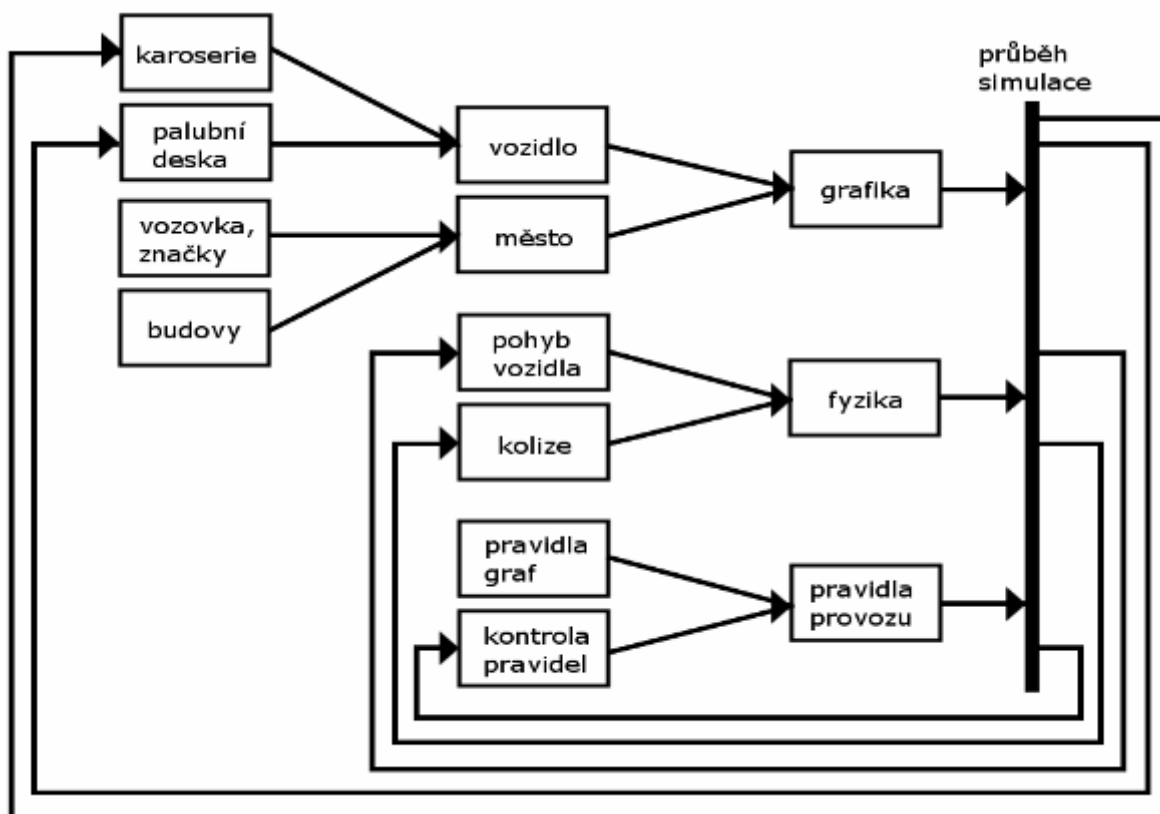 karoserie
průběh
simulace
palubní
deska
vozidlo
grafika
vozovka,
značky
město
budovy
pohyb
vozidla
fyzika
kolize
pravidla
graf
pravidla
provozu
kontrola
pravidel